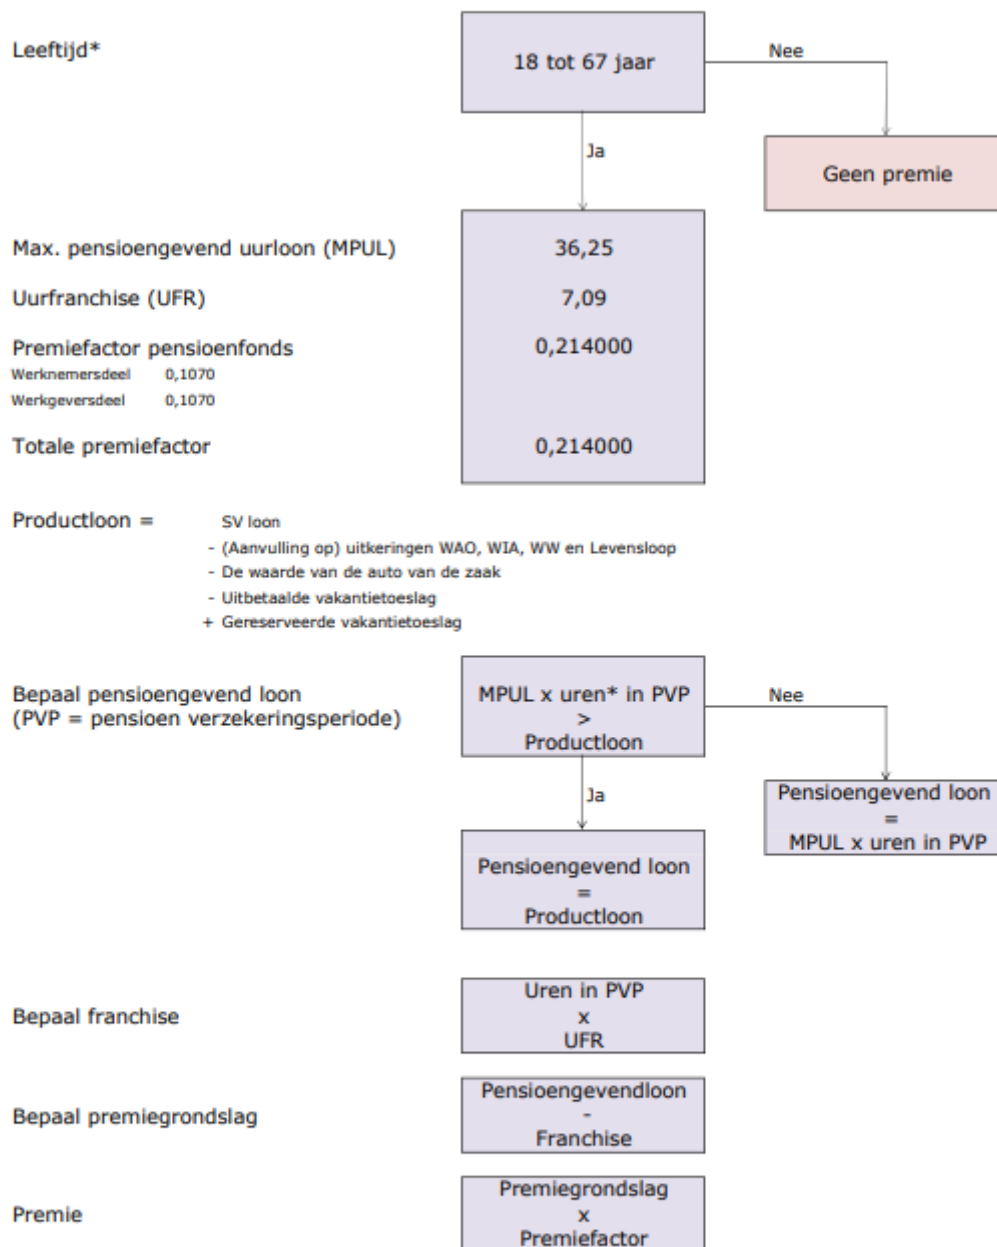 Leeftijd*
18 tot 67 jaar
Nee
Ja
Geen premie
Max. pensioengevend uurloon (MPUL)
36,25
Uurfranchise (UFR)
7,09
Premiefactor pensioenfonds
0,214000
Werknemersdeel 0,1070
Werkgeversdeel 0,1070
Totale premiefactor
0,214000
Productloon =
SV loon
- (Aanvulling op) uitkeringen WAO, WIA, WW en Levensloop
- De waarde van de auto van de zaak
- Uitbetaalde vakantietoeslag
+ Gereserveerde vakantietoeslag
Bepaal pensioengevend loon
(PVP = pensioen verzekeringsperiode)
MPUL x uren* in PVP
>
Productloon
Nee
Ja
Pensioengevend loon
=
MPUL x uren in PVP
Pensioengevend loon
=
Productloon
Bepaal franchise
Uren in PVP
x
UFR
Bepaal premiegrondslag
Pensioengevendloon
-
Franchise
Premie
Premiegrondslag
x
Premiefactor